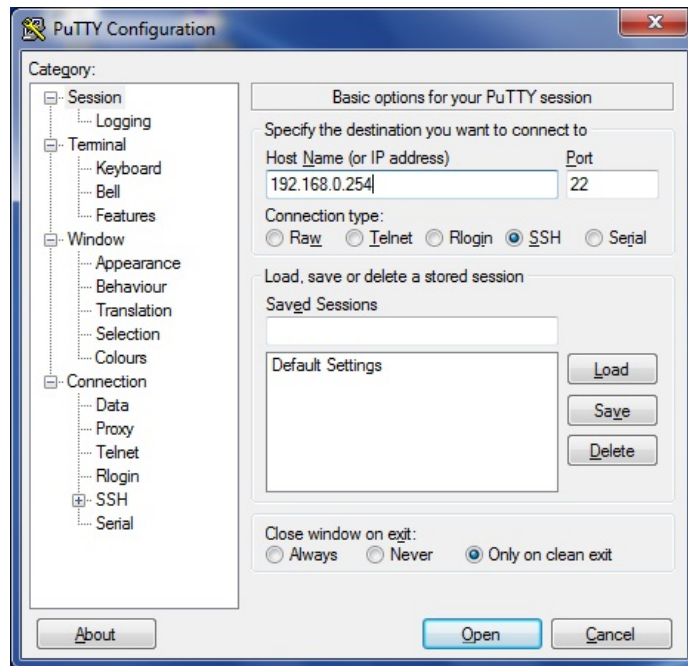 PuTTY Configuration
Category:
Session
Logging
Terminal
Keyboard
Bell
Features
Window
Appearance
Behaviour
Translation
Selection
Colours
Connection
Data
Proxy
Telnet
Rlogin
SSH
Serial
Basic options for your PuTTY session
Specify the destination you want to connect to
Host Name (or IP address) Port
192.168.0.254 22
Connection type:
Raw Telnet Rlogin SSH Serial
Load, save or delete a stored session
Saved Sessions
Default Settings
Load
Save
Delete
Close window on exit:
Always Never Only on clean exit
About Open Cancel